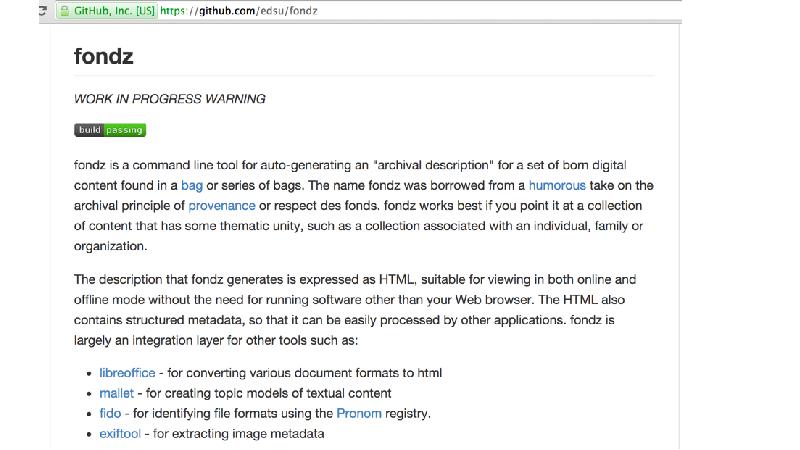 GitHub, Inc. [US] https://github.com/edsu/fondz
fondz
WORK IN PROGRESS WARNING
build passing
fondz is a command line tool for auto-generating an "archival description" for a set of born digital
content found in a bag or series of bags. The name fondz was borrowed from a humorous take on the
archival principle of provenance or respect des fonds. fondz works best if you point it at a collection
of content that has some thematic unity, such as a collection associated with an individual, family or
organization.
The description that fondz generates is expressed as HTML, suitable for viewing in both online and
offline mode without the need for running software other than your Web browser. The HTML also
contains structured metadata, so that it can be easily processed by other applications. fondz is
largely an integration layer for other tools such as:
• libreoffice - for converting various document formats to html
• mallet - for creating topic models of textual content
• fido - for identifying file formats using the Pronom registry.
• exiftool - for extracting image metadata